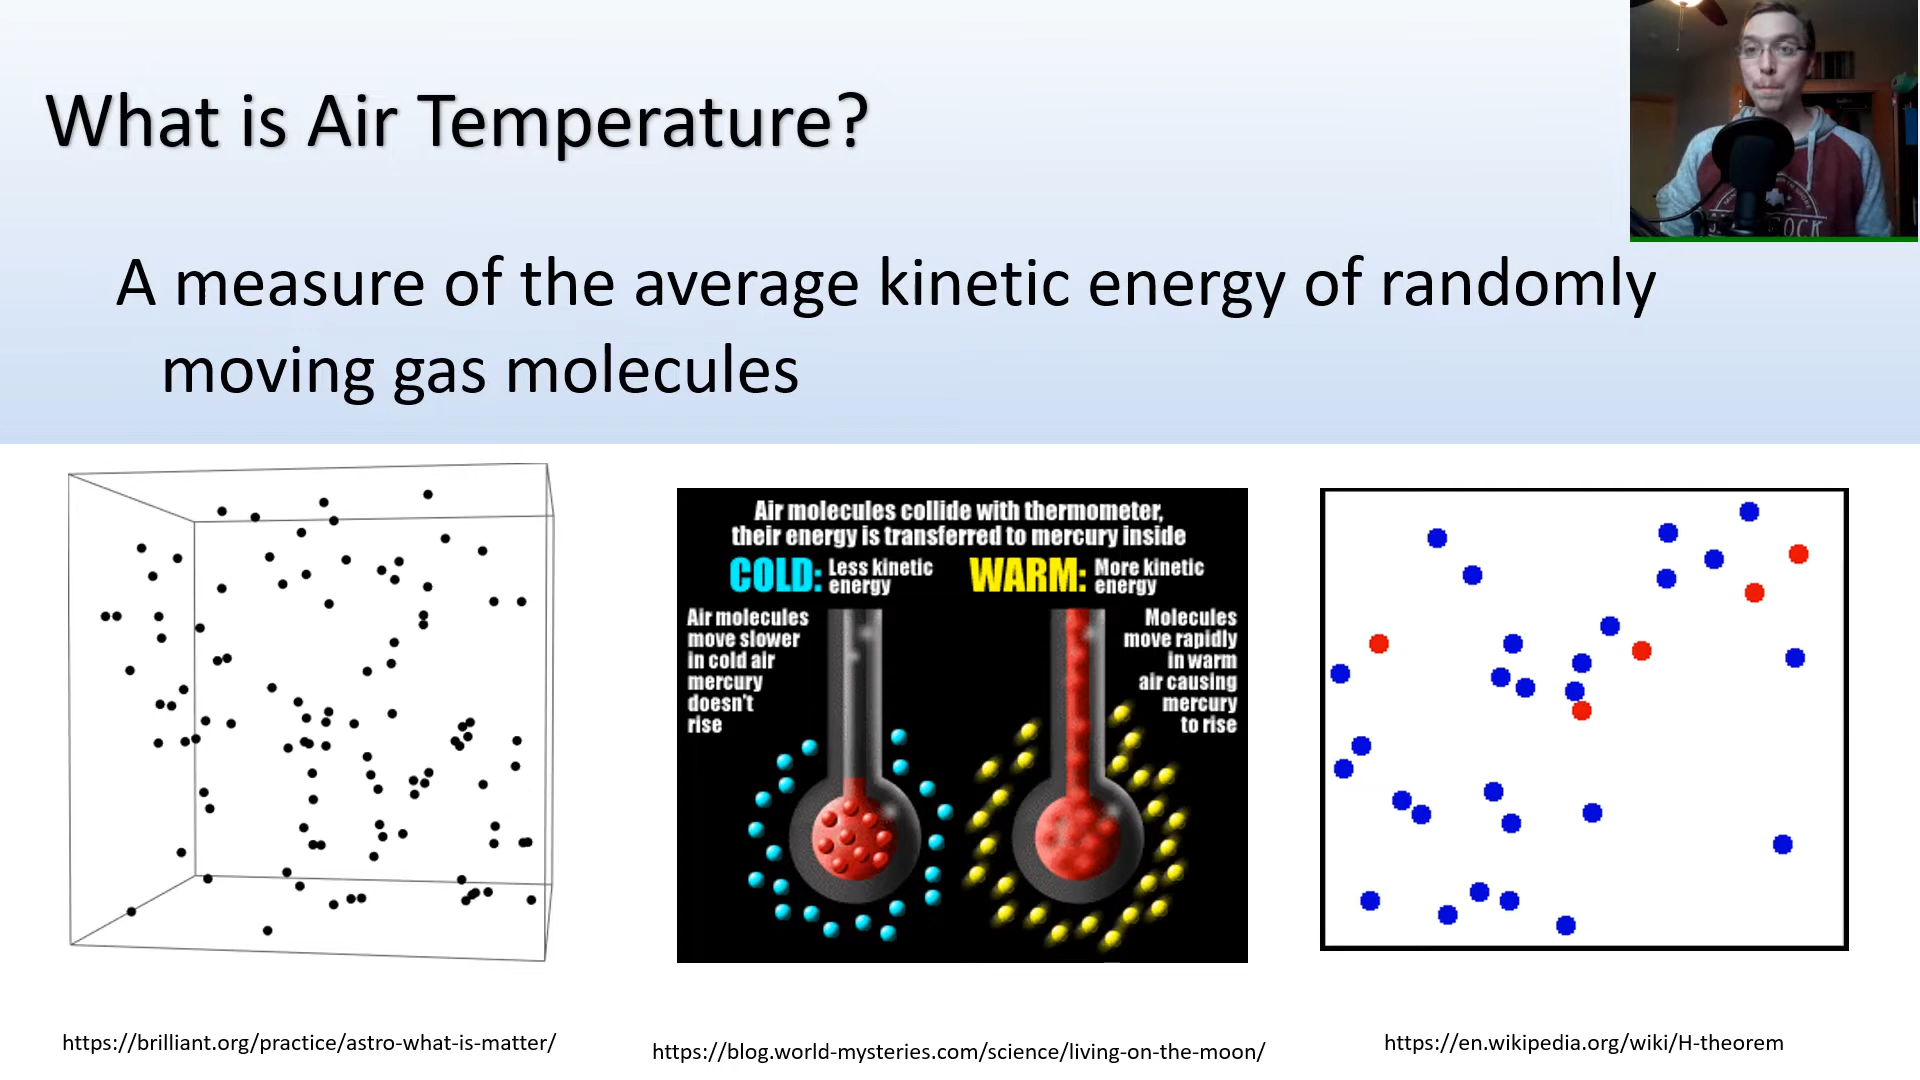 What is Air Temperature?
A measure of the average kinetic energy of randomly
moving gas molecules
Air molecules collide with thermometer,
their energy is transferred to mercury inside
COLD: Less kinetic
energy
WARM: More kinetic
energy
Air molecules
move slower
in cold air
mercury
doesn't
rise
Molecules
move rapidly
in warm
air causing
mercury
to rise
https://brilliant.org/practice/astro-what-is-matter/
https://blog.world-mysteries.com/science/living-on-the-moon/
https://en.wikipedia.org/wiki/H-theorem